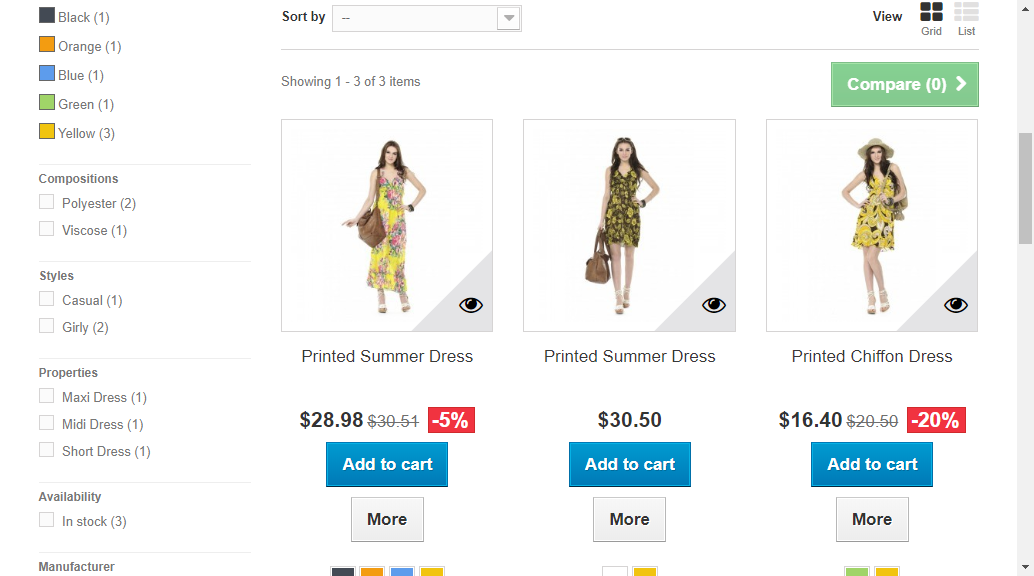 Black (1)
Orange (1)
Blue (1)
Green (1)
Yellow (3)
Compositions
Polyester (2)
Viscose (1)
Styles
Casual (1)
Girly (2)
Properties
Maxi Dress (1)
Midi Dress (1)
Short Dress (1)
Availability
In stock (3)
Manufacturer
Sort by --
View
Grid List
Showing 1 - 3 of 3 items
Compare (0)
Printed Summer Dress
$28.98 $30.51 -5%
Add to cart
More
Printed Summer Dress
$30.50
Add to cart
More
Printed Chiffon Dress
$16.40 $20.50 -20%
Add to cart
More